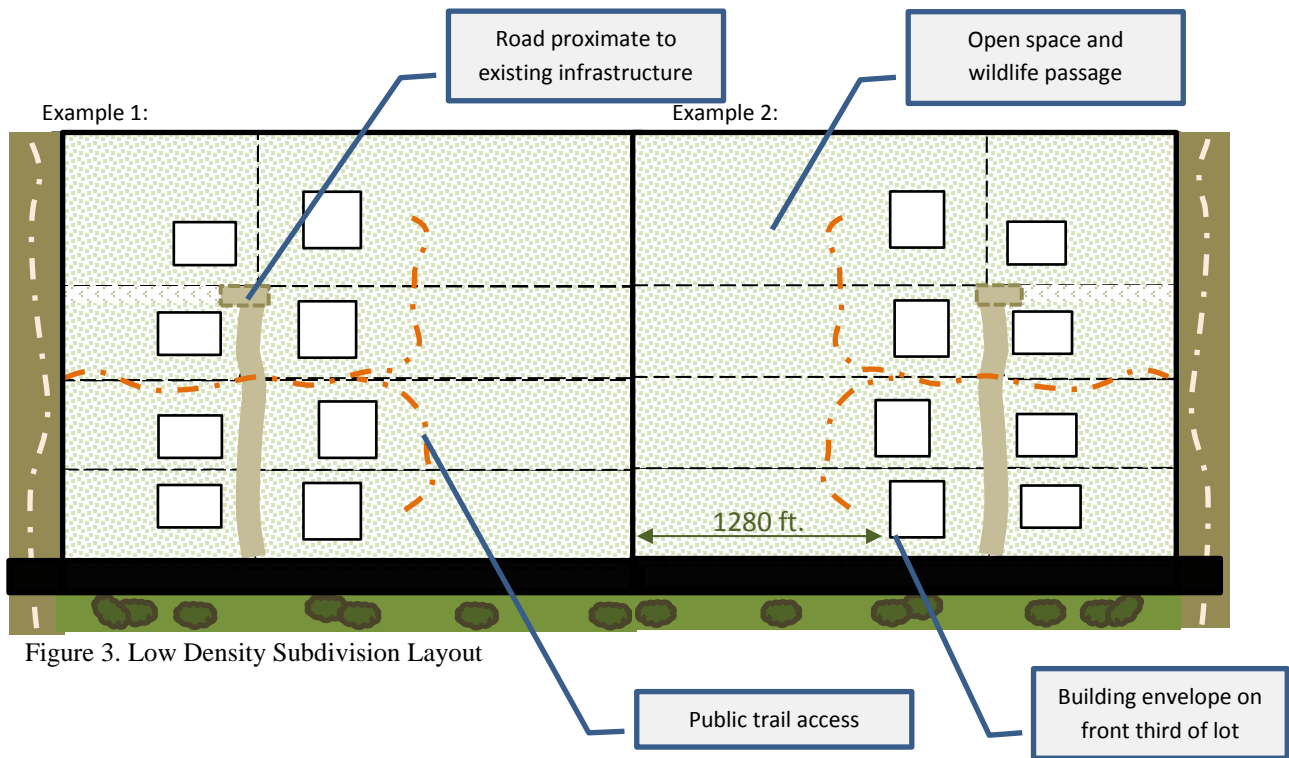 Road proximate to
existing infrastructure
Open space and
wildlife passage
Example 1:
Example 2:
1280 ft.
Figure 3. Low Density Subdivision Layout
Public trail access
Building envelope on
front third of lot